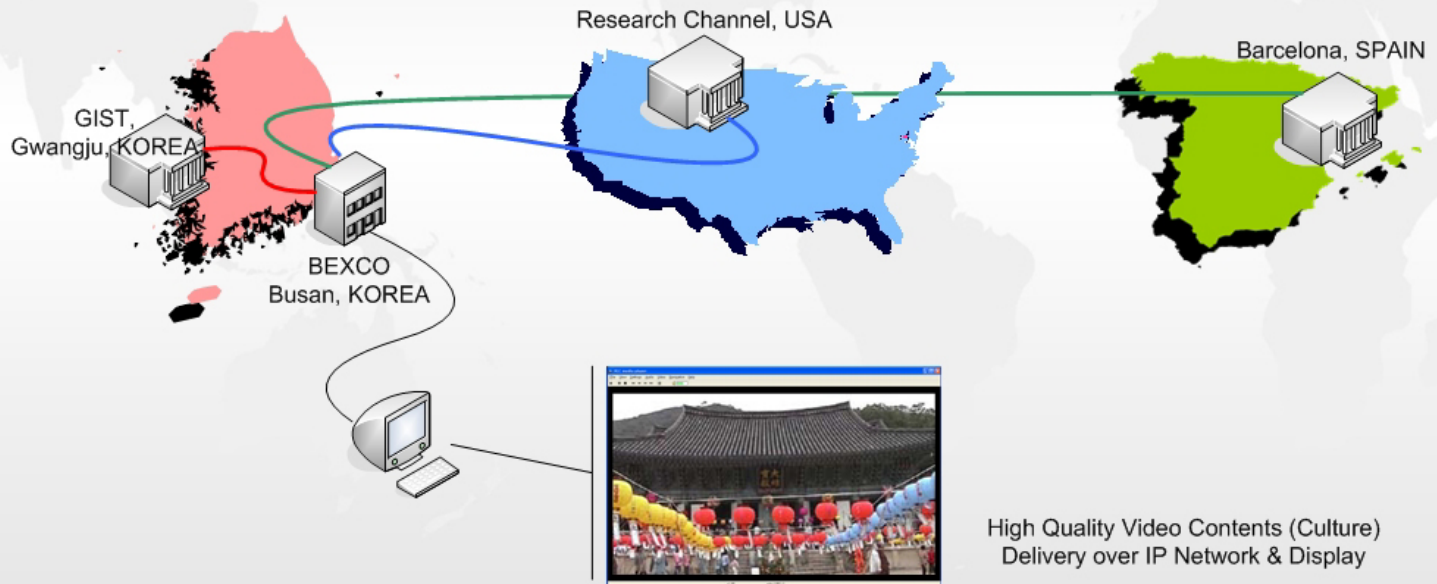 Research Channel, USA
Barcelona, SPAIN
GIST,
Gwangju, KOREA
BEXCO
Busan, KOREA
High Quality Video Contents (Culture)
Delivery over IP Network & Display